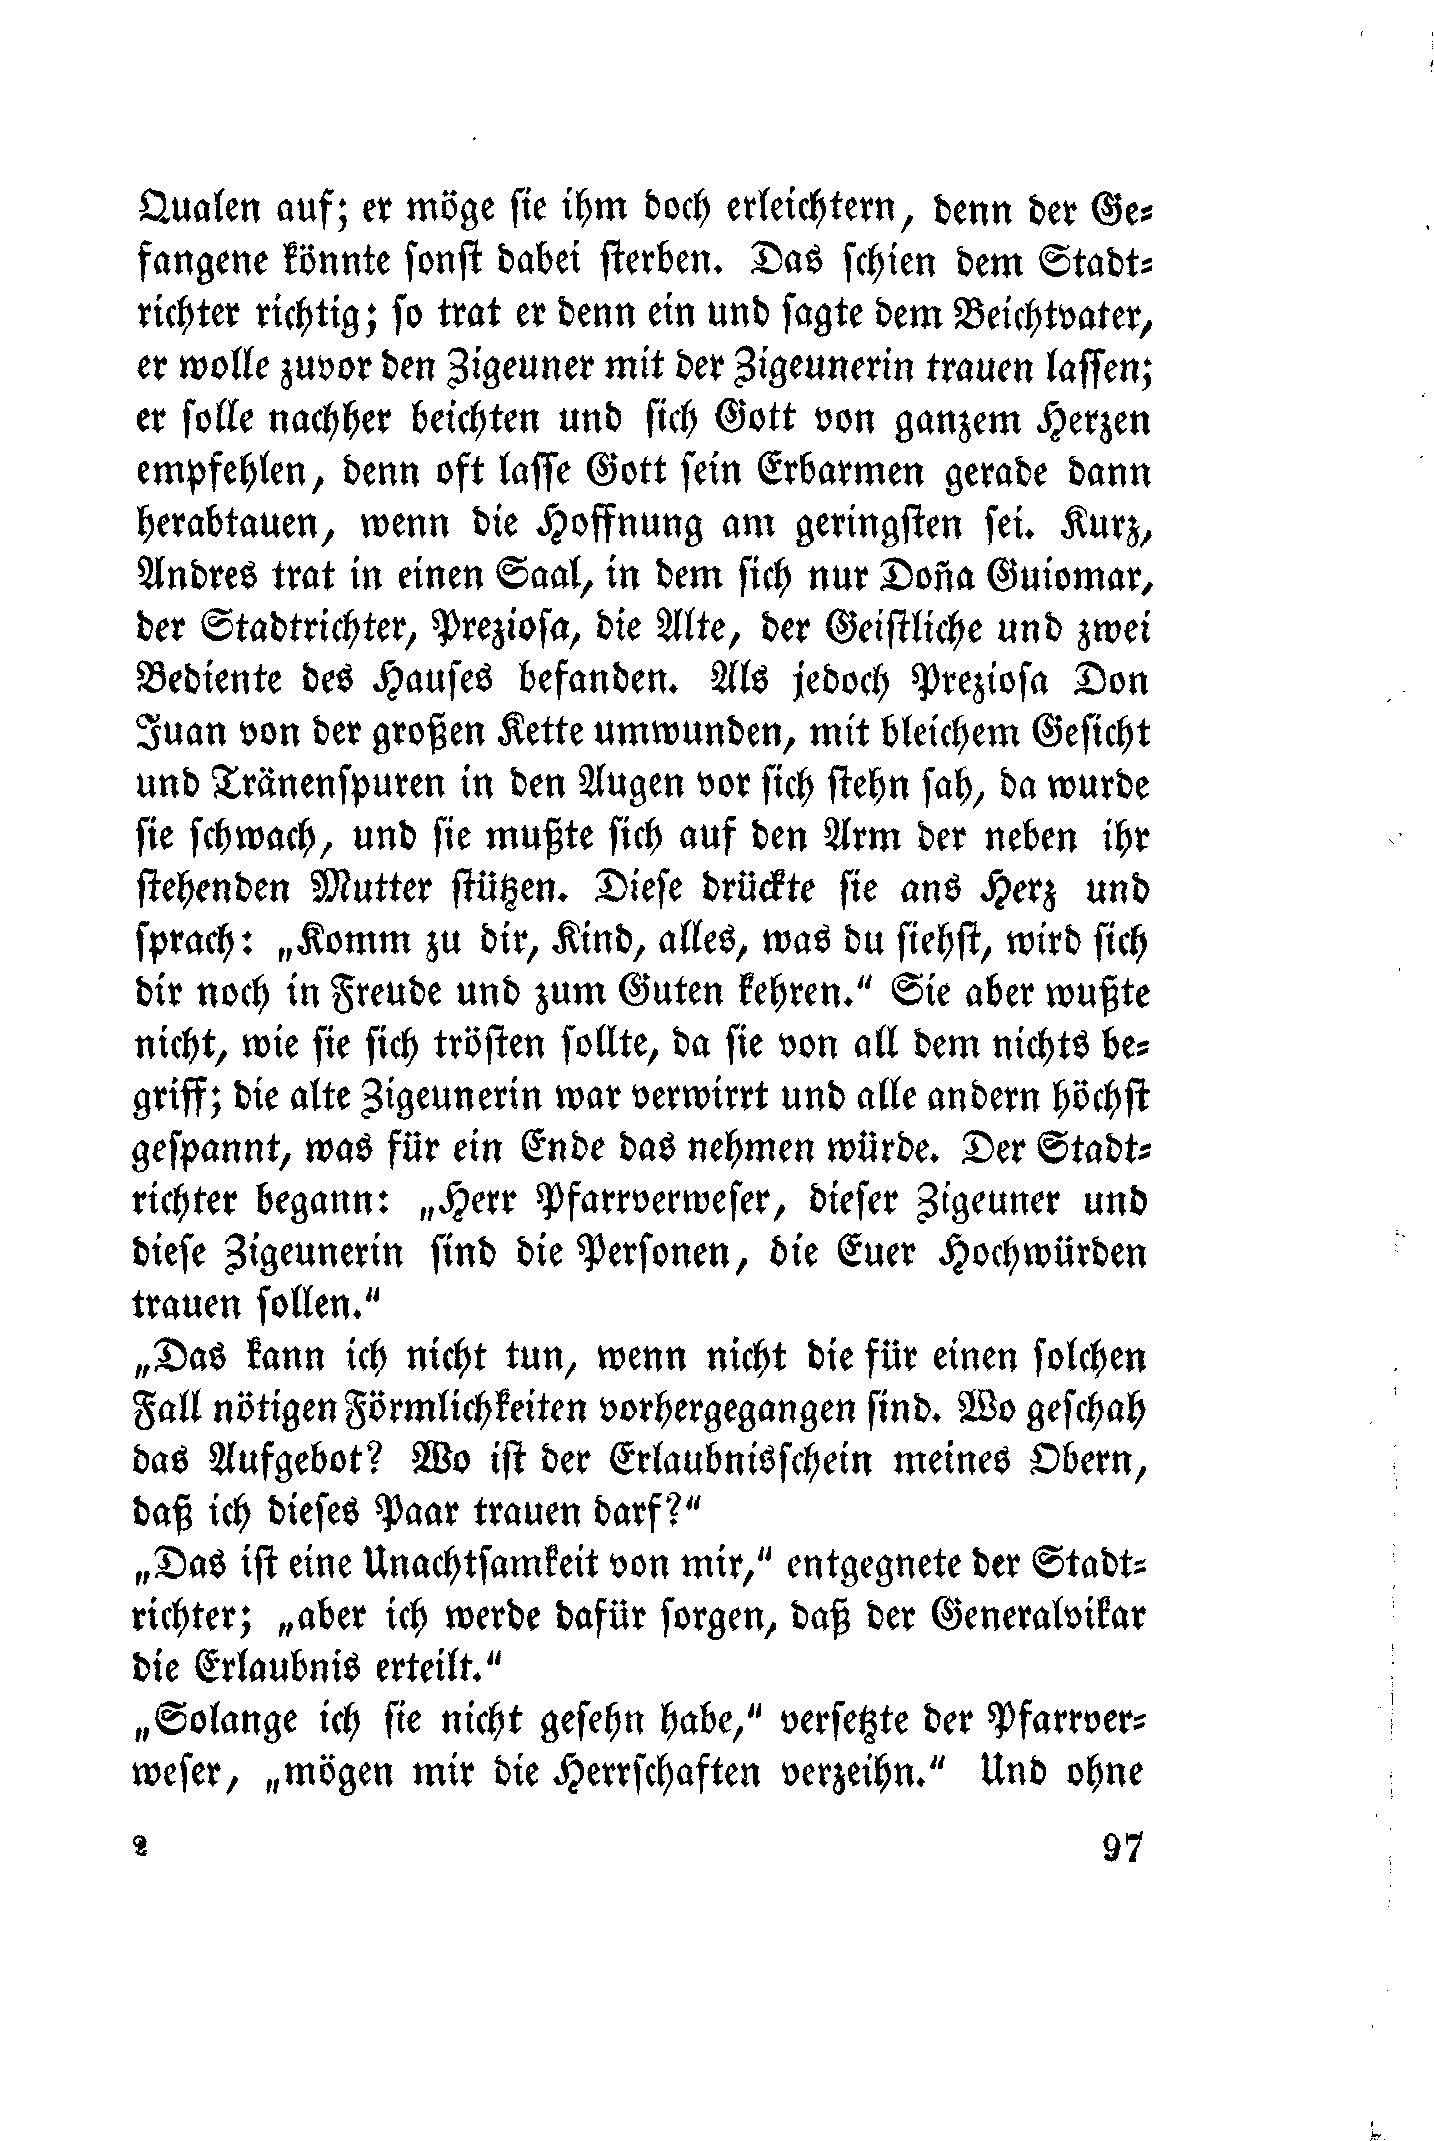 Qualen auf; er möge sie ihm doch erleichtern, denn der Ge-
fangene könnte sonst dabei sterben. Das schien dem Stadt-
richter richtig; so trat er denn ein und sagte dem Beichtvater,
er wolle zuvor den Zigeuner mit der Zigeunerin trauen lassen;
er solle nachher beichten und sich Gott von ganzem Herzen
empfehlen, denn oft lasse Gott sein Erbarmen gerade dann
herabtauen, wenn die Hoffnung am geringsten sei. Kurz,
Andres trat in einen Saal, in dem sich nur Doña Guiomar,
der Stadtrichter, Preziosa, die Alte, der Geistliche und zwei
Bediente des Hauses befanden. Als jedoch Preziosa Don
Juan von der großen Kette umwunden, mit bleichem Gesicht
und Tränenspuren in den Augen vor sich stehn sah, da wurde
sie schwach, und sie mußte sich auf den Arm der neben ihr
stehenden Mutter stützen. Diese drückte sie ans Herz und
sprach: „Komm zu dir, Kind, alles, was du siehst, wird sich
dir noch in Freude und zum Guten kehren.“ Sie aber wußte
nicht, wie sie sich trösten sollte, da sie von all dem nichts be-
griff; die alte Zigeunerin war verwirrt und alle andern höchst
gespannt, was für ein Ende das nehmen würde. Der Stadt-
richter begann: „Herr Pfarrverweser, dieser Zigeuner und
diese Zigeunerin sind die Personen, die Euer Hochwürden
trauen sollen.“
„Das kann ich nicht tun, wenn nicht die für einen solchen
Fall nötigen Förmlichkeiten vorhergegangen sind. Wo geschah
das Aufgebot? Wo ist der Erlaubnisschein meines Obern,
daß ich dieses Paar trauen darf?“
„Das ist eine Unachtsamkeit von mir,“ entgegnete der Stadt-
richter; „aber ich werde dafür sorgen, daß der Generalvikar
die Erlaubnis erteilt.“
„Solange ich sie nicht gesehn habe,“ versetzte der Pfarrver-
weser, „mögen mir die Herrschaften verzeihn.“ Und ohne
2 97